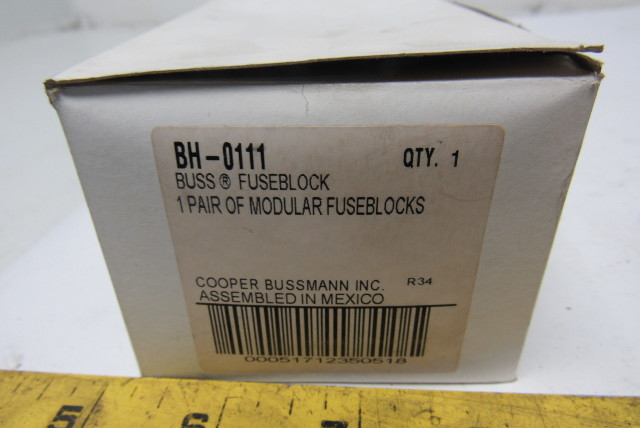 BH-0111 QTY. 1
BUSS ® FUSEBLOCK
1 PAIR OF MODULAR FUSEBLOCKS
COOPER BUSSMANN INC. R34
ASSEMBLED IN MEXICO
00051712350518
5 6 7